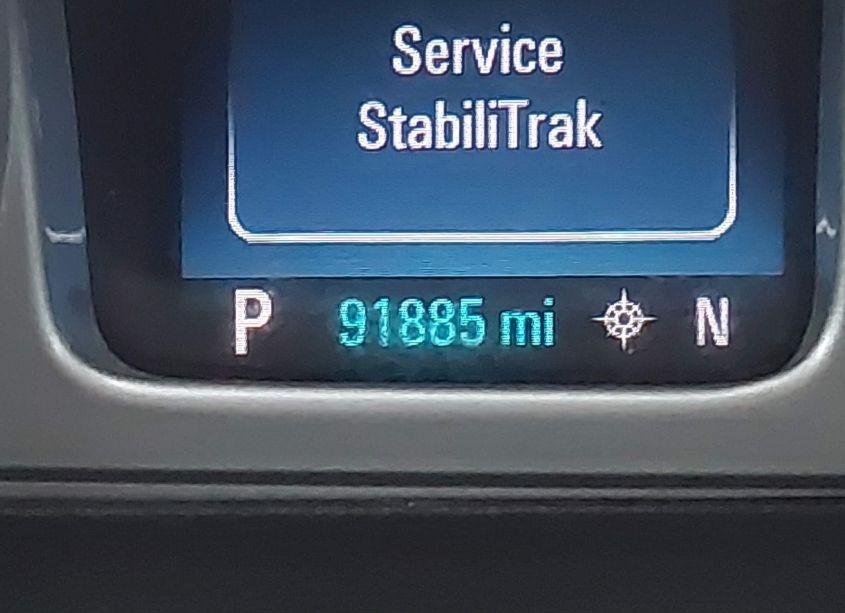 Service
StabiliTrak
P 91885 mi N